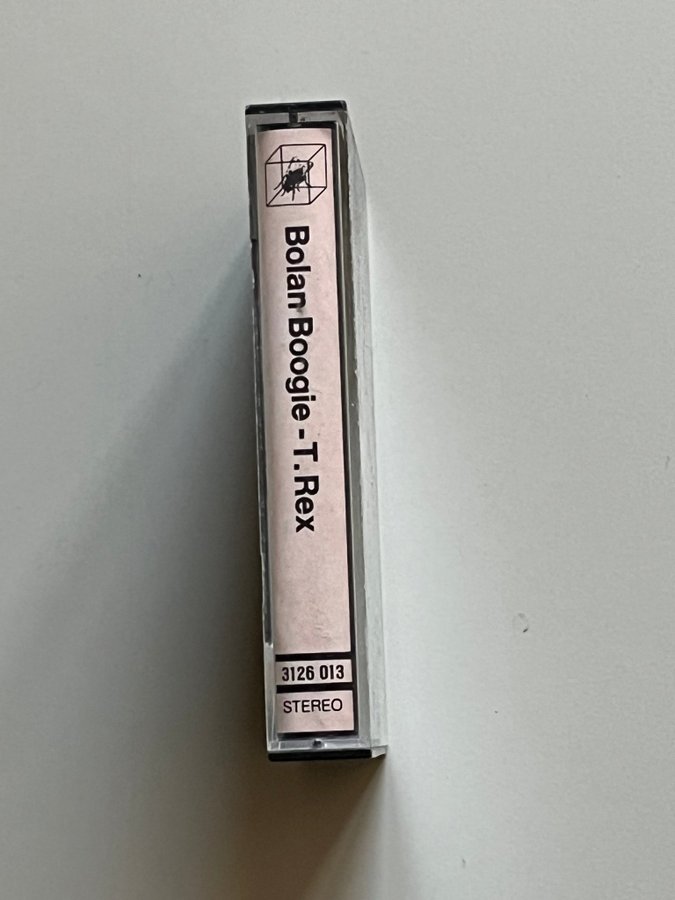 Bolan Boogie - T. Rex
3126 013
STEREO